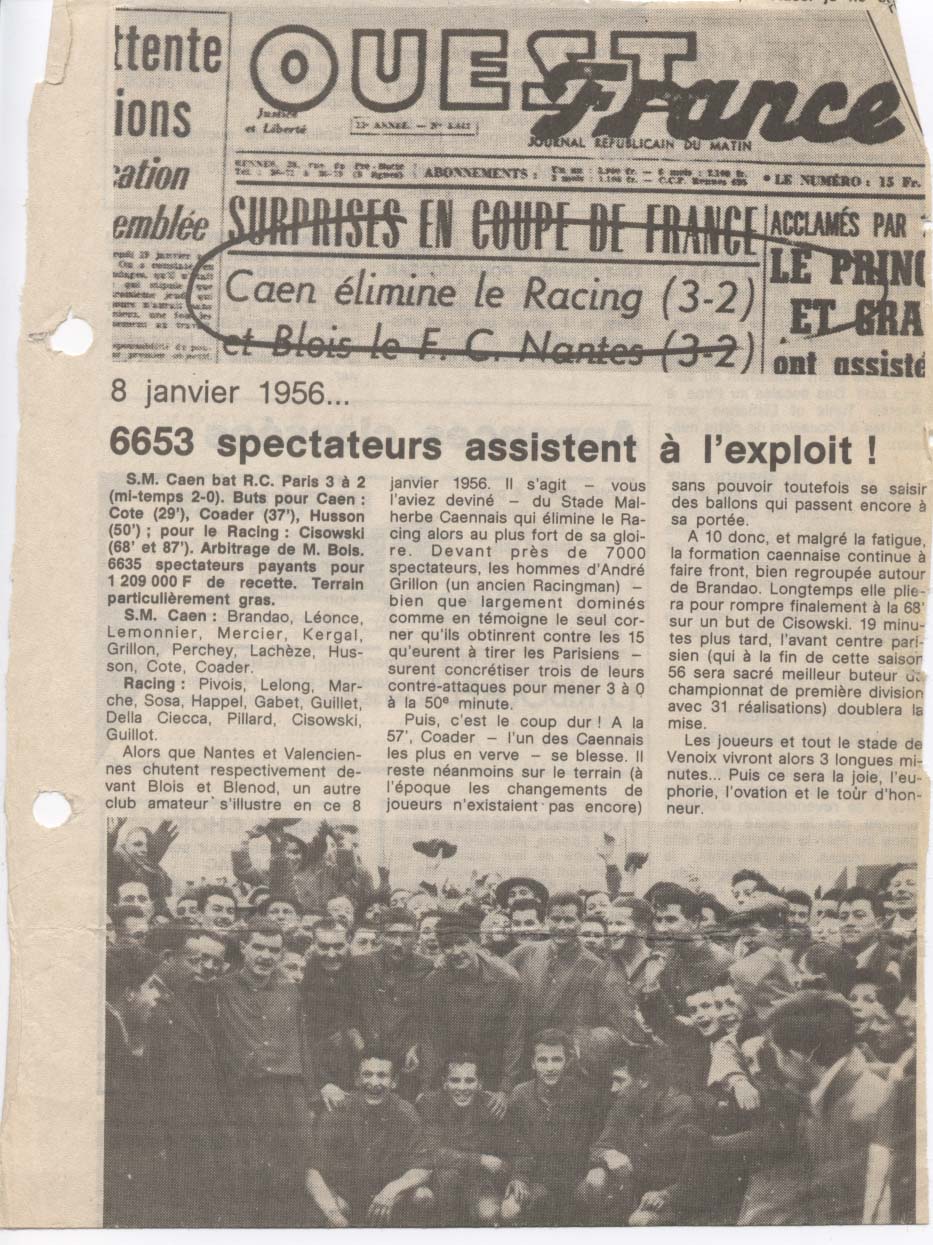 ttente
ions
cation
emblée
OUEST
France
Justice
et Liberté
13e ANNÉE. —
JOURNAL RÉPUBLICAIN DU MATIN
ABONNEMENTS :
• LE NUMÉRO : 15 Fr.
SURPRISES EN COUPE DE FRANCE
Caen élimine le Racing (3-2)
et Blois le F. C. Nantes (3-2)
ACCLAMÉS PAR
LE PRINC
ET GRA
ont assisté
8 janvier 1956...
6653 spectateurs assistent à l'exploit !
S.M. Caen bat R.C. Paris 3 à 2
(mi-temps 2-0). Buts pour Caen :
Cote (29'), Coader (37'), Husson
(50') ; pour le Racing : Cisowski
(68' et 87'). Arbitrage de M. Bois.
6635 spectateurs payants pour
1 209 000 F de recette. Terrain
particulièrement gras.
S.M. Caen : Brandao, Léonce,
Lemonnier, Mercier, Kergal,
Grillon, Perchey, Lachèze, Hus-
son, Cote, Coader.
Racing : Pivois, Lelong, Mar-
che, Sosa, Happel, Gabet, Guillet,
Della Ciecca, Pillard, Cisowski,
Guillot.
Alors que Nantes et Valencien-
nes chutent respectivement de-
vant Blois et Blenod, un autre
club amateur s'illustre en ce 8
janvier 1956. Il s'agit – vous
l'aviez deviné – du Stade Mal-
herbe Caennais qui élimine le Ra-
cing alors au plus fort de sa gloi-
re. Devant près de 7000
spectateurs, les hommes d'André
Grillon (un ancien Racingman) –
bien que largement dominés
comme en témoigne le seul cor-
ner qu'ils obtinrent contre les 15
qu'eurent à tirer les Parisiens –
surent concrétiser trois de leurs
contre-attaques pour mener 3 à 0
à la 50e minute.
Puis, c'est le coup dur ! A la
57', Coader – l'un des Caennais
les plus en verve – se blesse. Il
reste néanmoins sur le terrain (à
l'époque les changements de
joueurs n'existaient pas encore)
sans pouvoir toutefois se saisir
des ballons qui passent encore à
sa portée.
A 10 donc, et malgré la fatigue,
la formation caennaise continue à
faire front, bien regroupée autour
de Brandao. Longtemps elle plie-
ra pour rompre finalement à la 68'
sur un but de Cisowski. 19 minu-
tes plus tard, l'avant centre pari-
sien (qui à la fin de cette saison
56 sera sacré meilleur buteur du
championnat de première division
avec 31 réalisations) doublera la
mise.
Les joueurs et tout le stade de
Venoix vivront alors 3 longues mi-
nutes... Puis ce sera la joie, l'eu-
phorie, l'ovation et le tour d'hon-
neur.